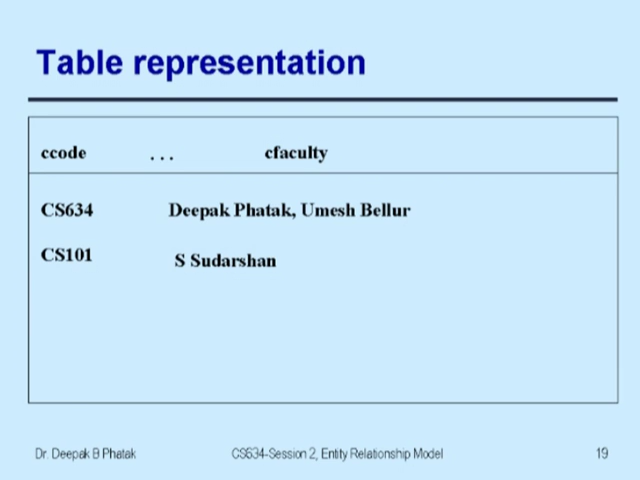 Table representation
ccode ... cfaculty
CS634 Deepak Phatak, Umesh Bellur
CS101 S Sudarshan
Dr. Deepak B Phatak CS634-Session 2, Entity Relationship Model 19